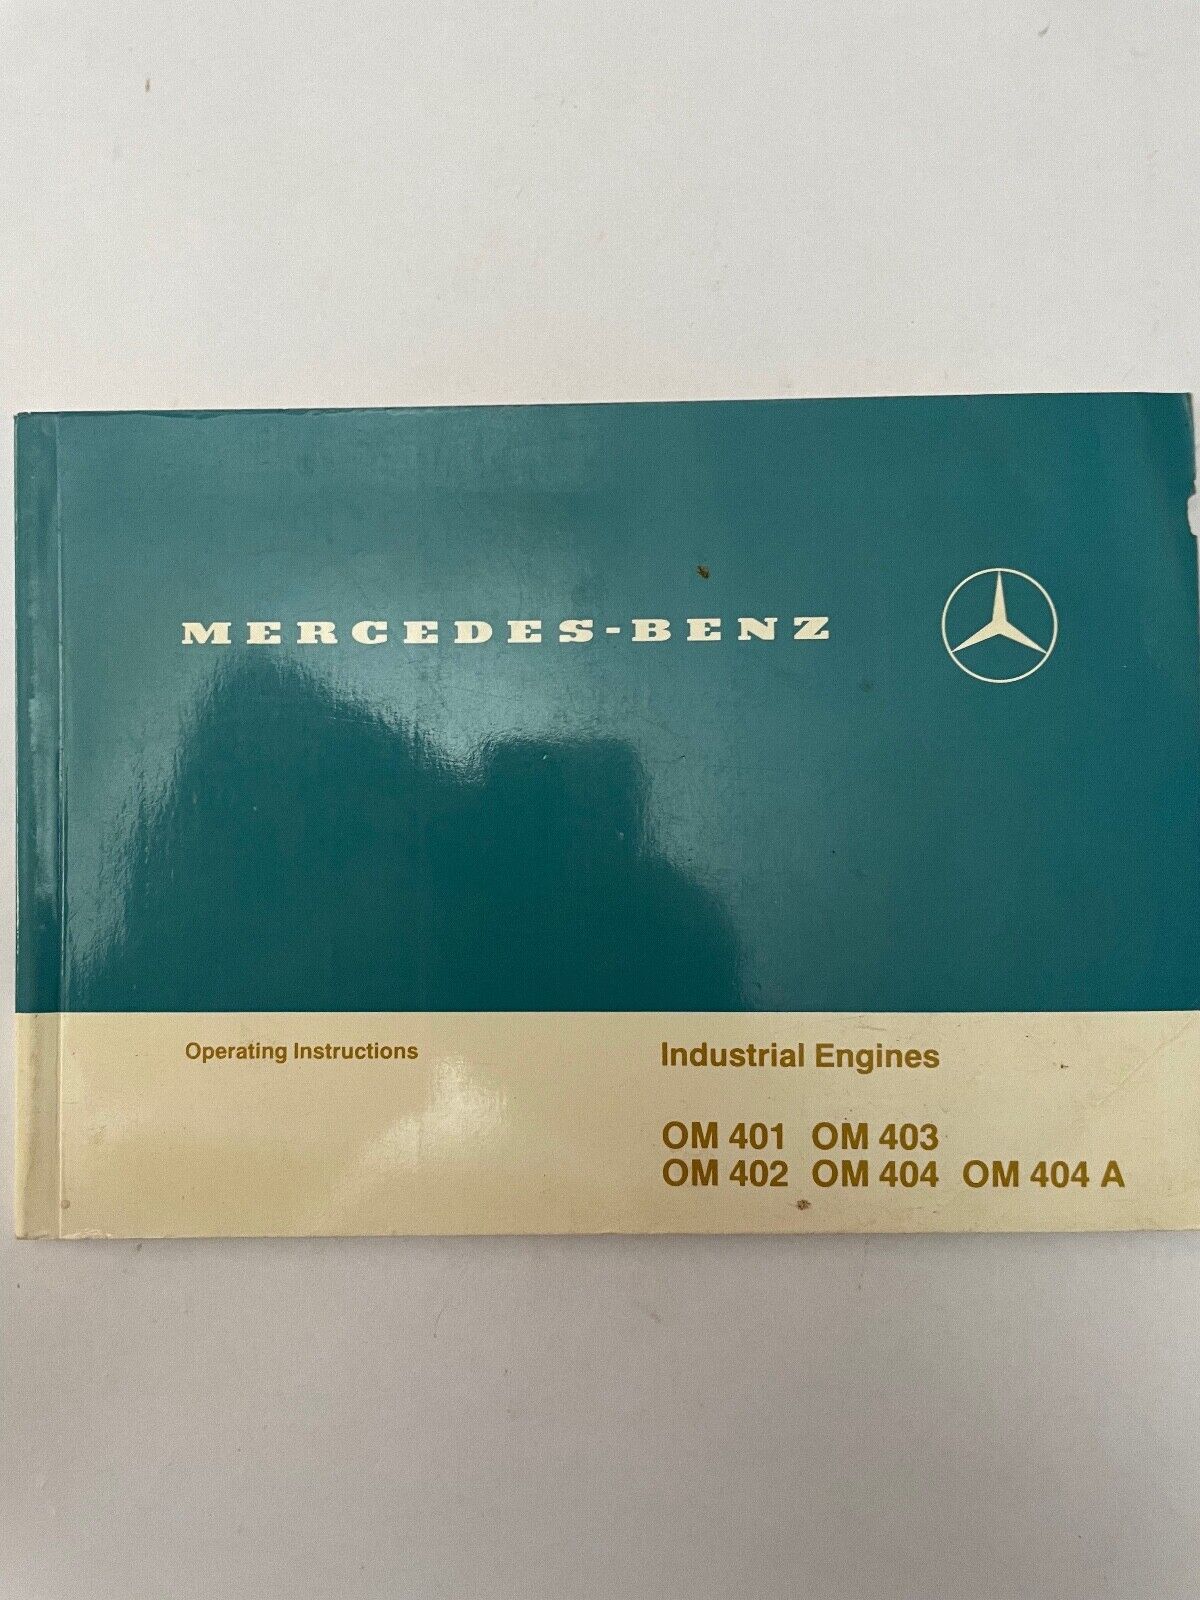 MERCEDES-BENZ
Operating Instructions
Industrial Engines
OM 401 OM 403
OM 402 OM 404 OM 404 A